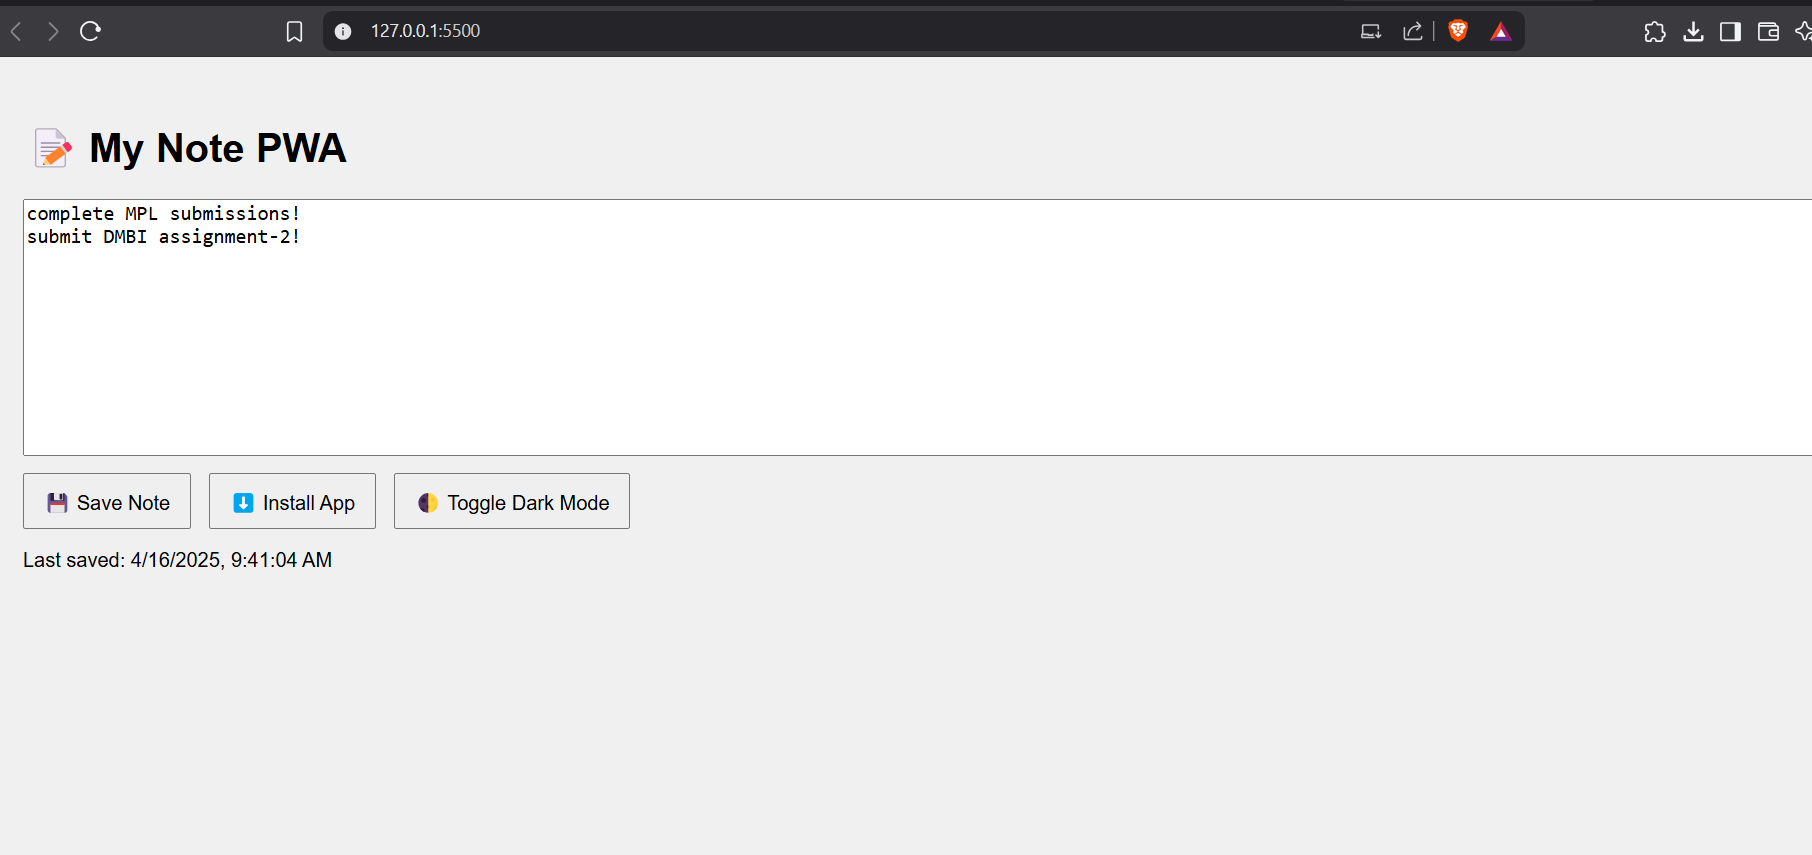 127.0.0.1:5500
📝 My Note PWA
complete MPL submissions!
submit DMBI assignment-2!
💾 Save Note
⬇️ Install App
🌓 Toggle Dark Mode
Last saved: 4/16/2025, 9:41:04 AM